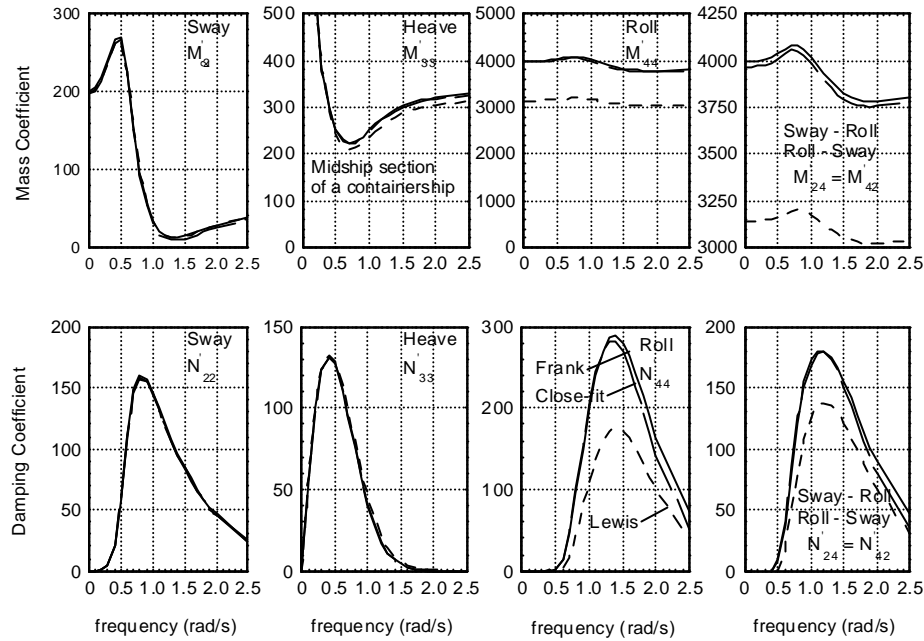 Mass Coefficient
300
200
100
0
0 0.5 1.0 1.5 2.0 2.5
Sway
M'
500
400
300
200
100
0
0 0.5 1.0 1.5 2.0 2.5
Heave
M'33
Midship section
of a containership
5000
4000
3000
2000
1000
0
0 0.5 1.0 1.5 2.0 2.5
Roll
M'44
4250
4000
3750
3500
3250
3000
0 0.5 1.0 1.5 2.0 2.5
Sway - Roll
Roll - Sway
M'24 = M'42
Damping Coefficient
200
150
100
50
0
0 0.5 1.0 1.5 2.0 2.5
frequency (rad/s)
Sway
N'22
150
100
50
0
0 0.5 1.0 1.5 2.0 2.5
frequency (rad/s)
Heave
N'33
300
200
100
0
0 0.5 1.0 1.5 2.0 2.5
frequency (rad/s)
Roll
N'44
Frank
Close-fit
Lewis
200
150
100
50
0
0 0.5 1.0 1.5 2.0 2.5
frequency (rad/s)
Sway - Roll
Roll - Sway
N'24 = N'42